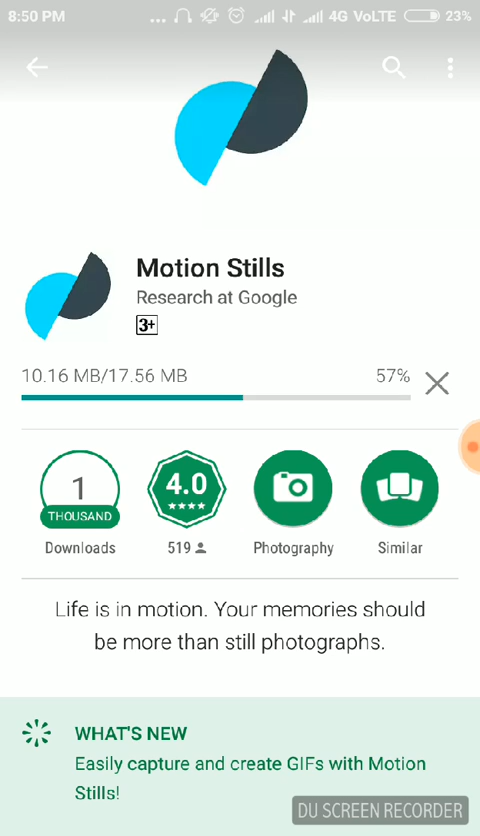 8:50 PM ... 4G VoLTE 23%
Motion Stills
Research at Google
3+
10.16 MB/17.56 MB 57%
1
THOUSAND
4.0
Downloads 519 Photography Similar
Life is in motion. Your memories should
be more than still photographs.
WHAT'S NEW
Easily capture and create GIFs with Motion
Stills!
DU SCREEN RECORDER